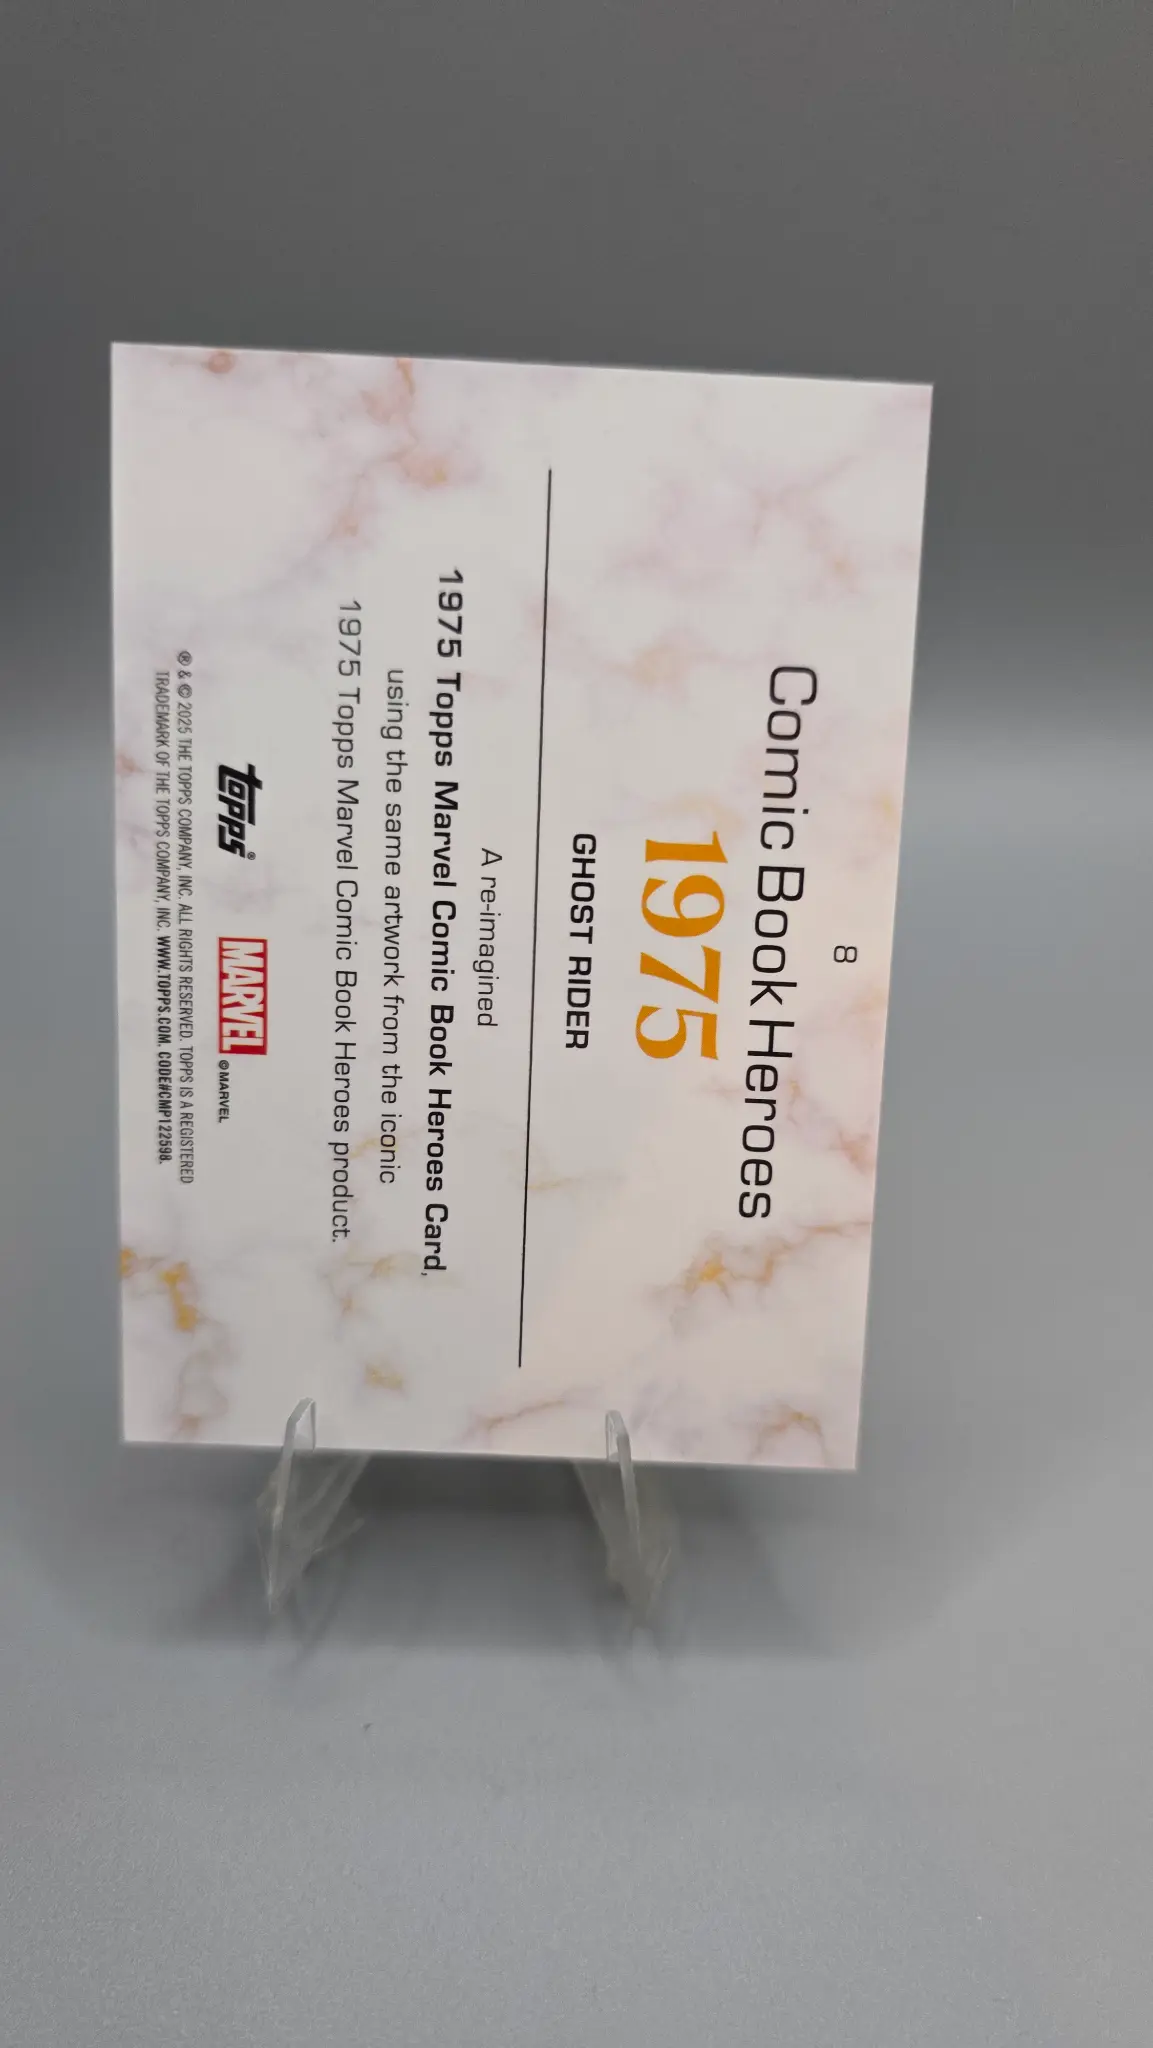 8
Comic Book Heroes
1975
GHOST RIDER
A re-imagined
1975 Topps Marvel Comic Book Heroes Card,
using the same artwork from the iconic
1975 Topps Marvel Comic Book Heroes product.
topps® MARVEL ©MARVEL
® & © 2025 THE TOPPS COMPANY, INC. ALL RIGHTS RESERVED. TOPPS IS A REGISTERED
TRADEMARK OF THE TOPPS COMPANY, INC. WWW.TOPPS.COM. CODE#CMP122598.